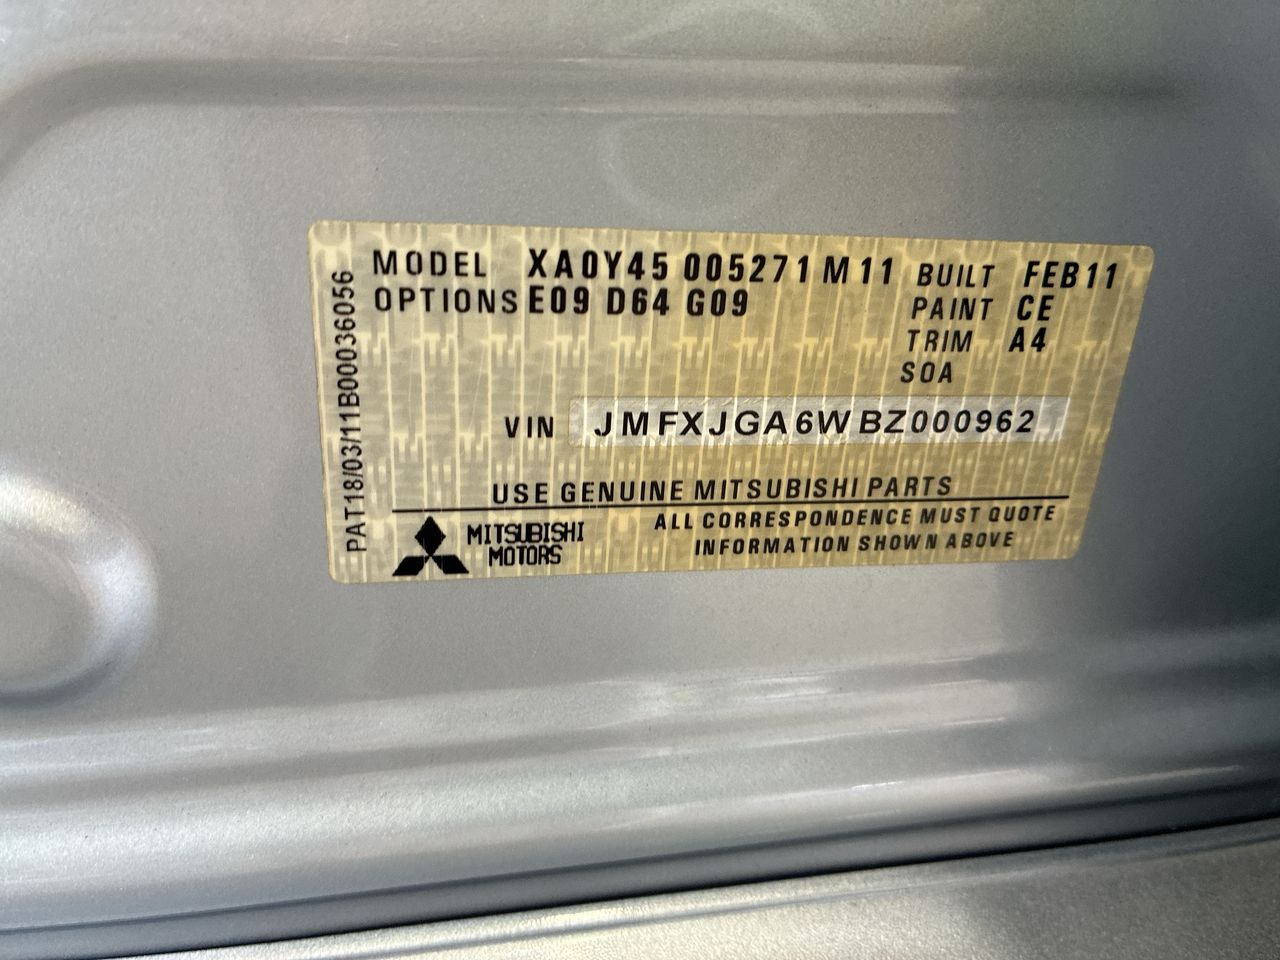 MODEL XA0Y45 005271 M11 BUILT FEB11
OPTIONS E09 D64 G09 PAINT CE
TRIM A4
SOA
VIN JMFXJGA6WBZ000962
USE GENUINE MITSUBISHI PARTS
MITSUBISHI
MOTORS
ALL CORRESPONDENCE MUST QUOTE
INFORMATION SHOWN ABOVE
PAT18/03/11B00036056